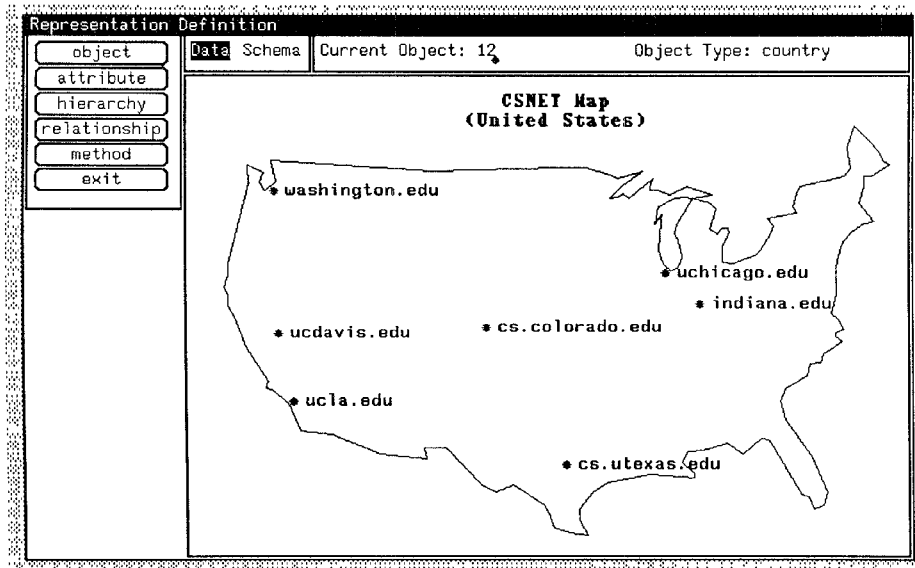 Representation Definition
object
attribute
hierarchy
relationship
method
exit
Data Schema
Current Object: 12
Object Type: country
CSNET Map
(United States)
washington.edu
uchicago.edu
indiana.edu
cs.colorado.edu
ucdavis.edu
ucla.edu
cs.utexas.edu